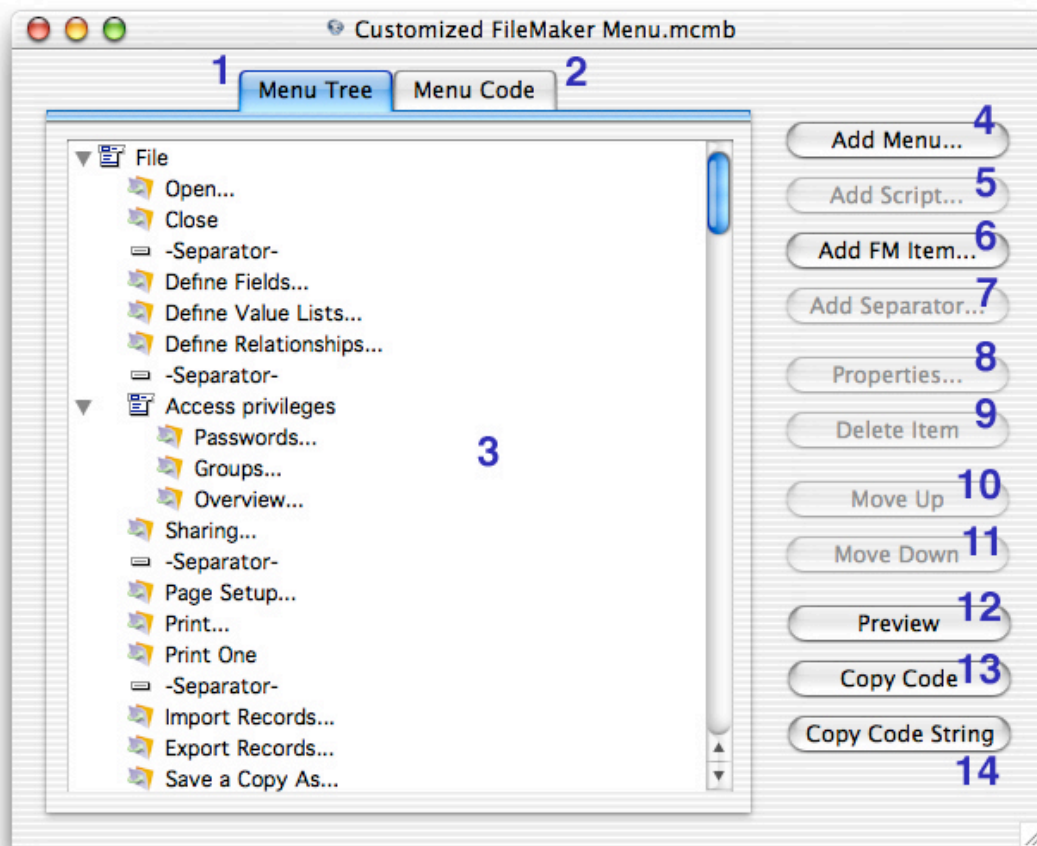 Customized FileMaker Menu.mcmb
1 Menu Tree Menu Code 2
File
Open...
Close
-Separator-
Define Fields...
Define Value Lists...
Define Relationships...
-Separator-
Access privileges
Passwords...
Groups...
Overview...
Sharing...
-Separator-
Page Setup...
Print...
Print One
-Separator-
Import Records...
Export Records...
Save a Copy As...
3
Add Menu... 4
Add Script... 5
Add FM Item... 6
Add Separator... 7
Properties... 8
Delete Item 9
Move Up 10
Move Down 11
Preview 12
Copy Code 13
Copy Code String
14